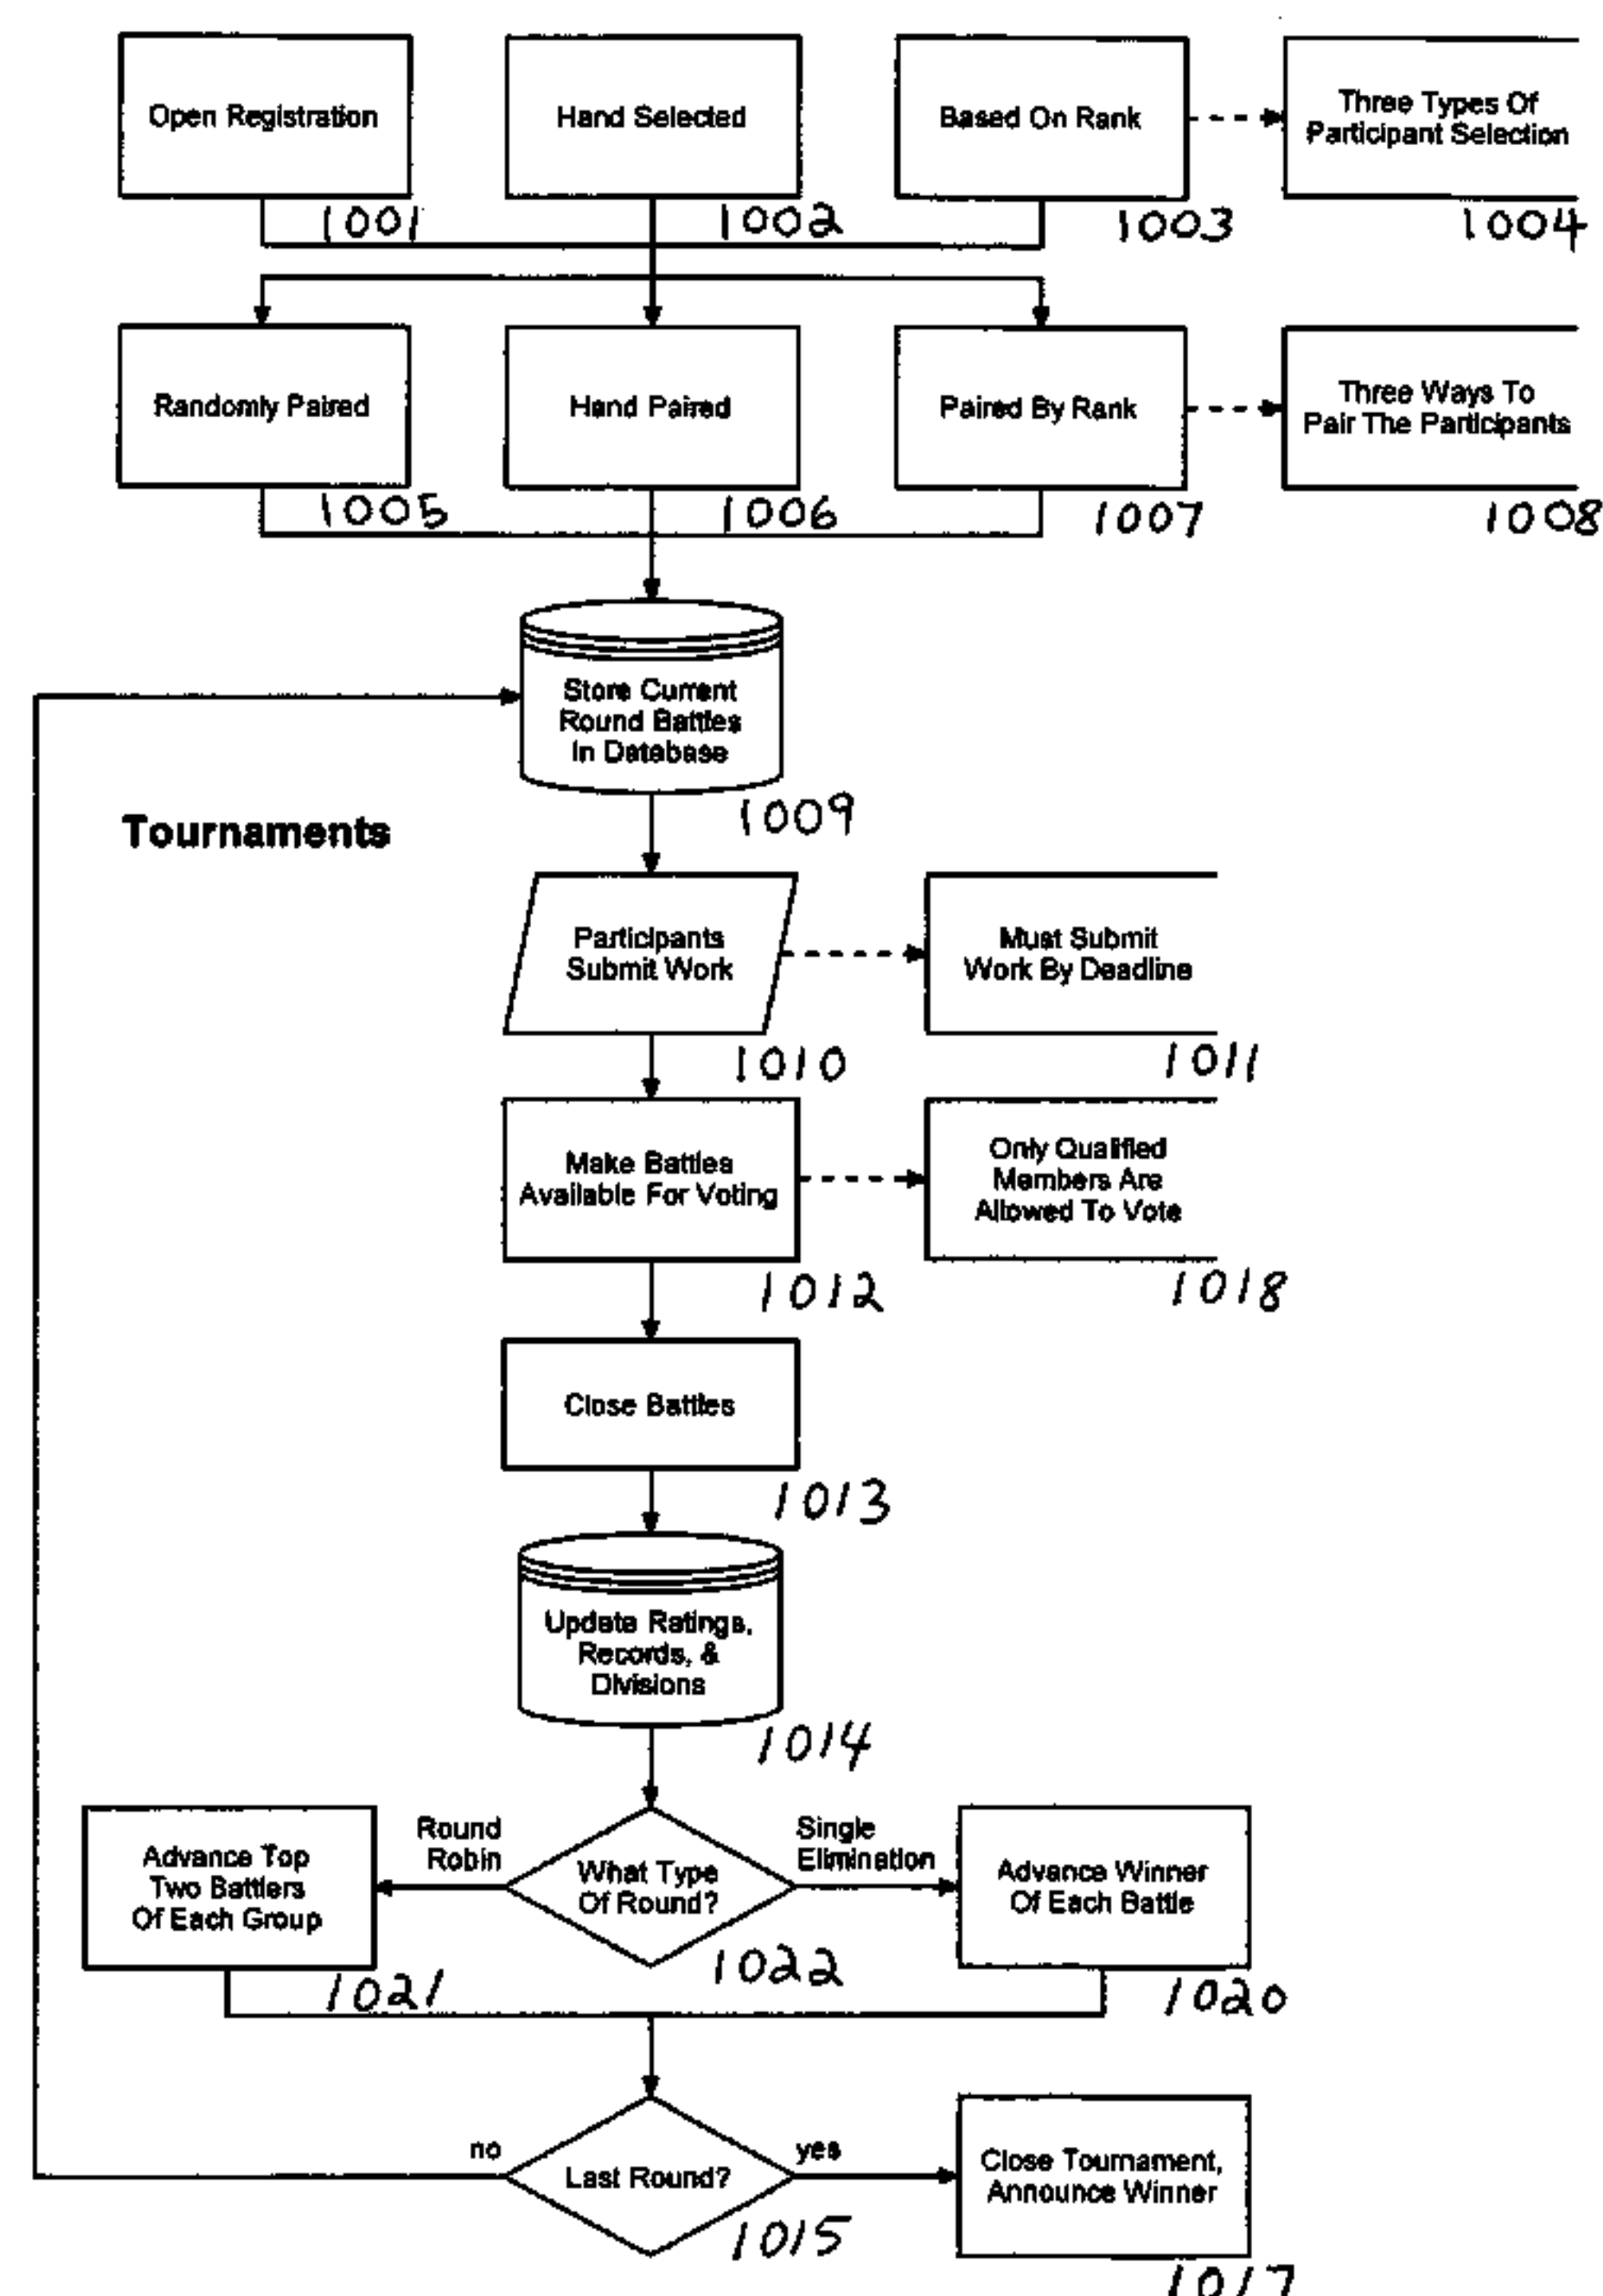 Open Registration
Hand Selected
Based On Rank
Three Types Of
Participant Selection
1001
1002
1003
1004
Randomly Paired
Hand Paired
Paired By Rank
Three Ways To
Pair The Participants
1005
1006
1007
1008
Store Current
Round Battles
In Database
1009
Tournaments
Participants
Submit Work
Must Submit
Work By Deadline
1010
1011
Make Battles
Available For Voting
Only Qualified
Members Are
Allowed To Vote
1012
1018
Close Battles
1013
Update Ratings,
Records, &
Divisions
1014
Advance Top
Two Battlers
Of Each Group
Round
Robin
What Type
Of Round?
Single
Elimination
Advance Winner
Of Each Battle
1021
1022
1020
no
Last Round?
yes
Close Tournament,
Announce Winner
1015
1017